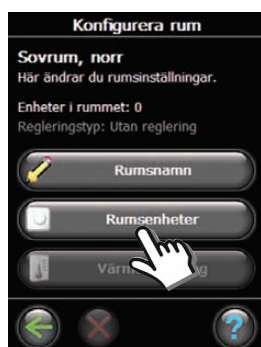 Konfigurera rum
Sovrum, norr
Här ändrar du rumsinställningar.
Enheter i rummet: 0
Regleringstyp: Utan reglering
Rumsnamn
Rumsenheter
?